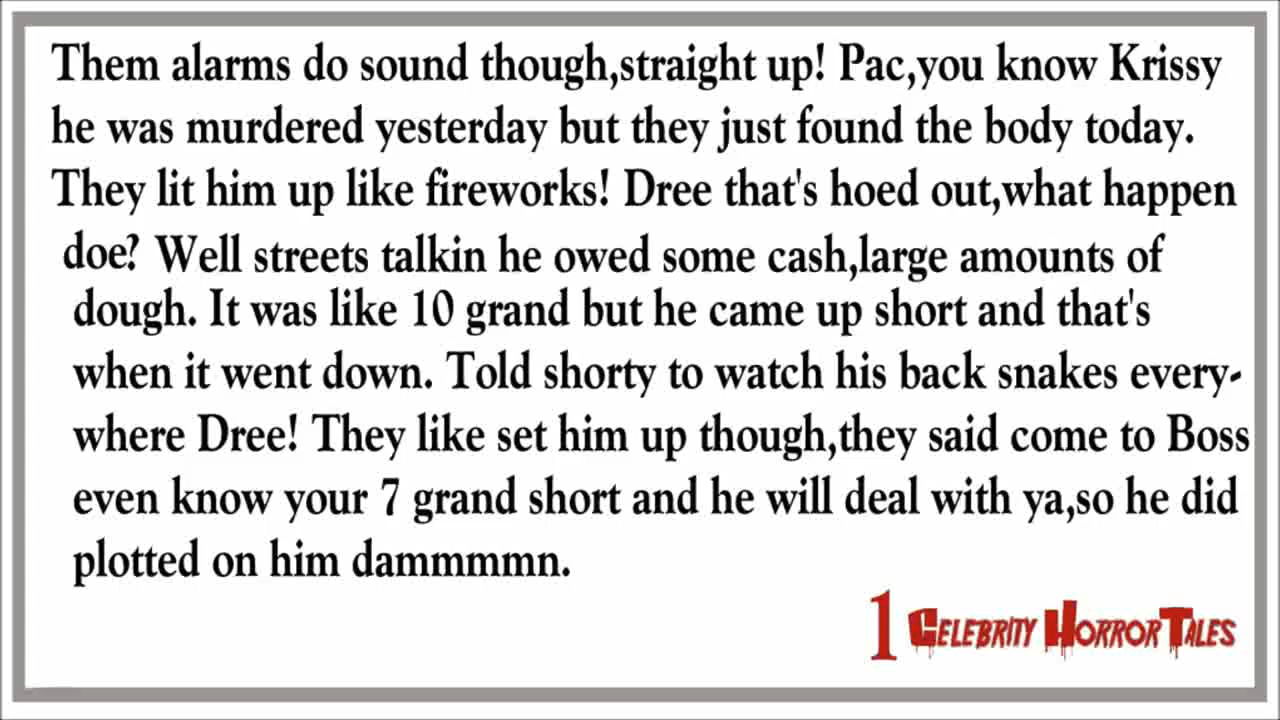 Them alarms do sound though,straight up! Pac,you know Krissy
he was murdered yesterday but they just found the body today.
They lit him up like fireworks! Dree that's hoed out,what happen
doe? Well streets talkin he owed some cash,large amounts of
dough. It was like 10 grand but he came up short and that's
when it went down. Told shorty to watch his back snakes every-
where Dree! They like set him up though,they said come to Boss
even know your 7 grand short and he will deal with ya,so he did
plotted on him dammmmn.
1 Celebrity Horror Tales